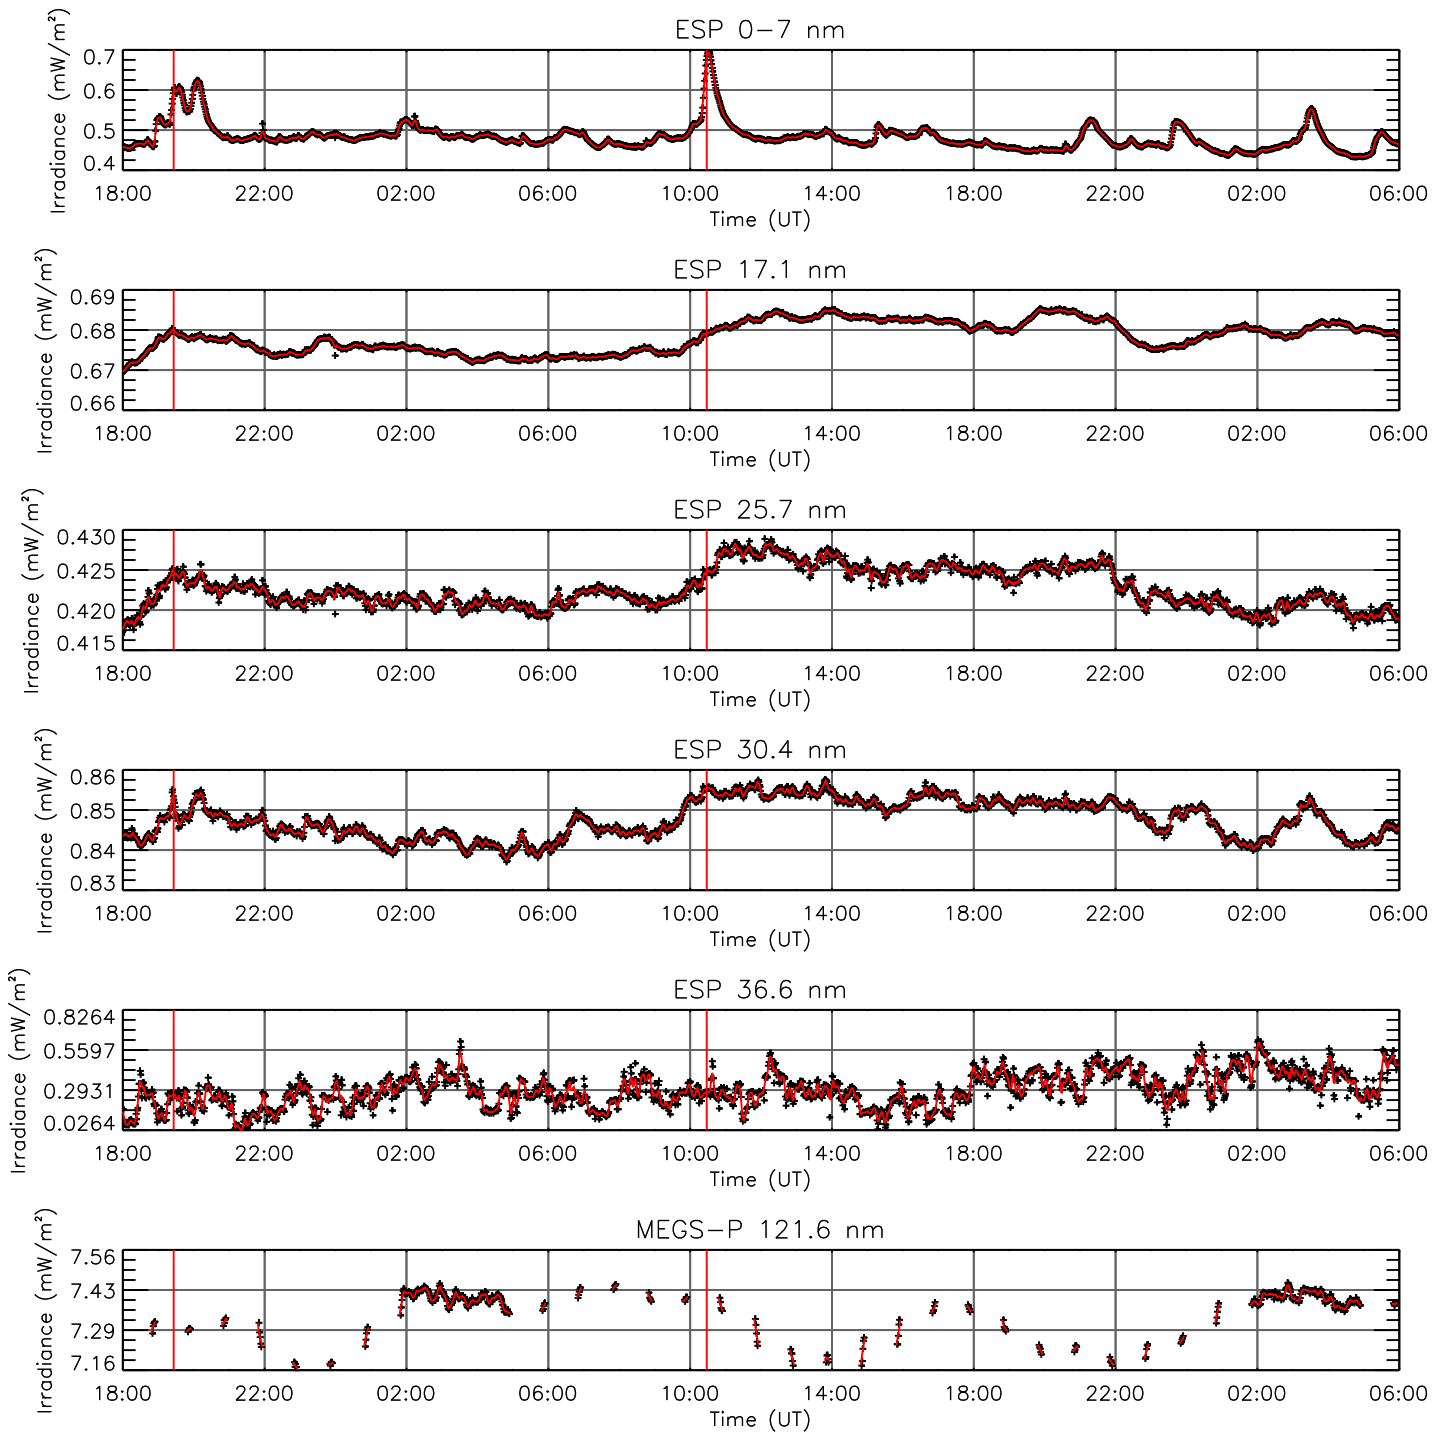 ESP 0-7 nm
Irradiance (mW/m²)
0.7
0.6
0.5
0.4
18:00 22:00 02:00 06:00 10:00 14:00 18:00 22:00 02:00 06:00
Time (UT)
ESP 17.1 nm
Irradiance (mW/m²)
0.69
0.68
0.67
0.66
18:00 22:00 02:00 06:00 10:00 14:00 18:00 22:00 02:00 06:00
Time (UT)
ESP 25.7 nm
Irradiance (mW/m²)
0.430
0.425
0.420
0.415
18:00 22:00 02:00 06:00 10:00 14:00 18:00 22:00 02:00 06:00
Time (UT)
ESP 30.4 nm
Irradiance (mW/m²)
0.86
0.85
0.84
0.83
18:00 22:00 02:00 06:00 10:00 14:00 18:00 22:00 02:00 06:00
Time (UT)
ESP 36.6 nm
Irradiance (mW/m²)
0.8264
0.5597
0.2931
0.0264
18:00 22:00 02:00 06:00 10:00 14:00 18:00 22:00 02:00 06:00
Time (UT)
MEGS-P 121.6 nm
Irradiance (mW/m²)
7.56
7.43
7.29
7.16
18:00 22:00 02:00 06:00 10:00 14:00 18:00 22:00 02:00 06:00
Time (UT)